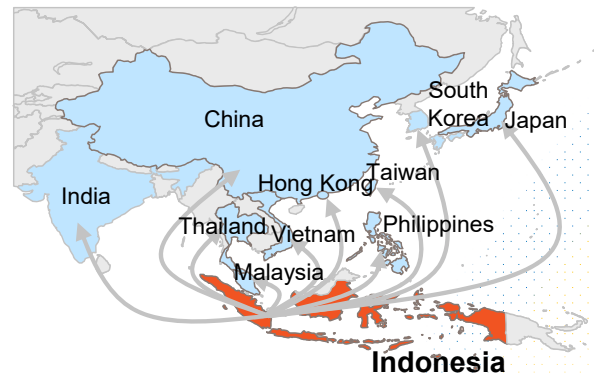 South
Korea
Japan
China
Taiwan
Hong Kong
India
Thailand
Vietnam
Philippines
Malaysia
Indonesia